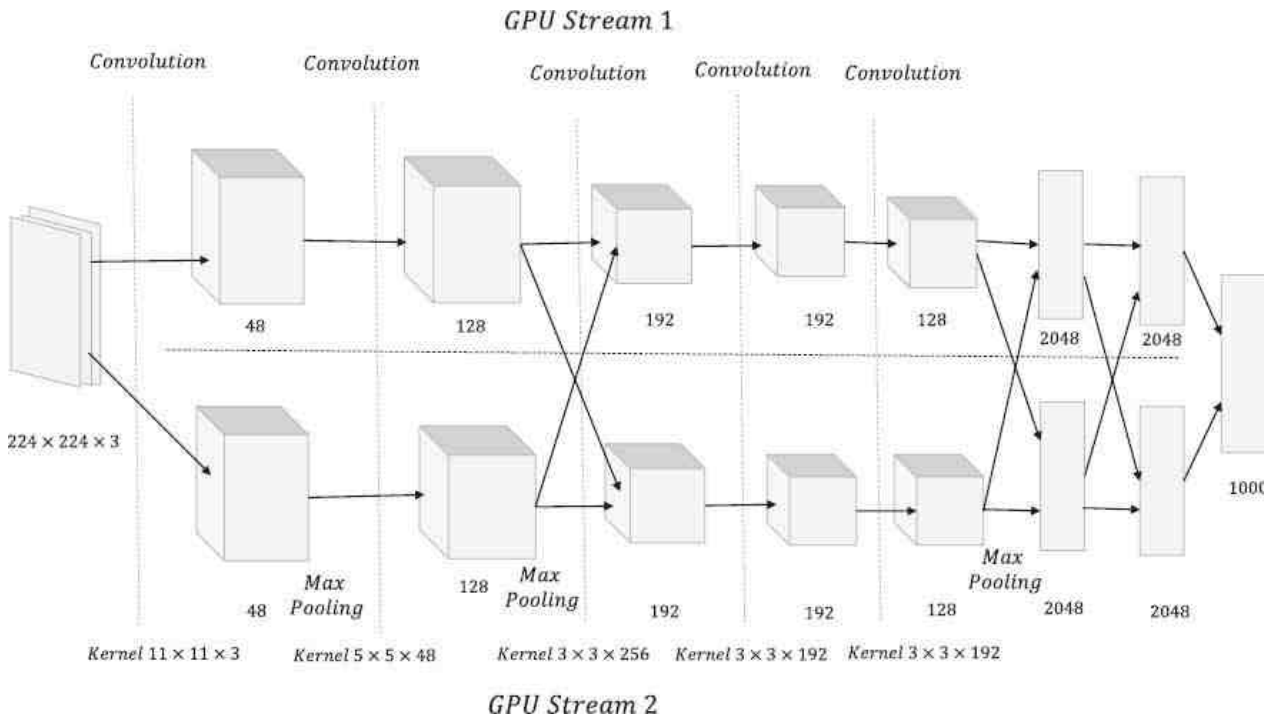 GPU Stream 1
Convolution
Convolution
Convolution
Convolution
Convolution
48
128
192
192
128
2048
2048
224 × 224 × 3
1000
Max
Pooling
Max
Pooling
Max
Pooling
48
128
192
192
128
2048
2048
Kernel 11 × 11 × 3
Kernel 5 × 5 × 48
Kernel 3 × 3 × 256
Kernel 3 × 3 × 192
Kernel 3 × 3 × 192
GPU Stream 2